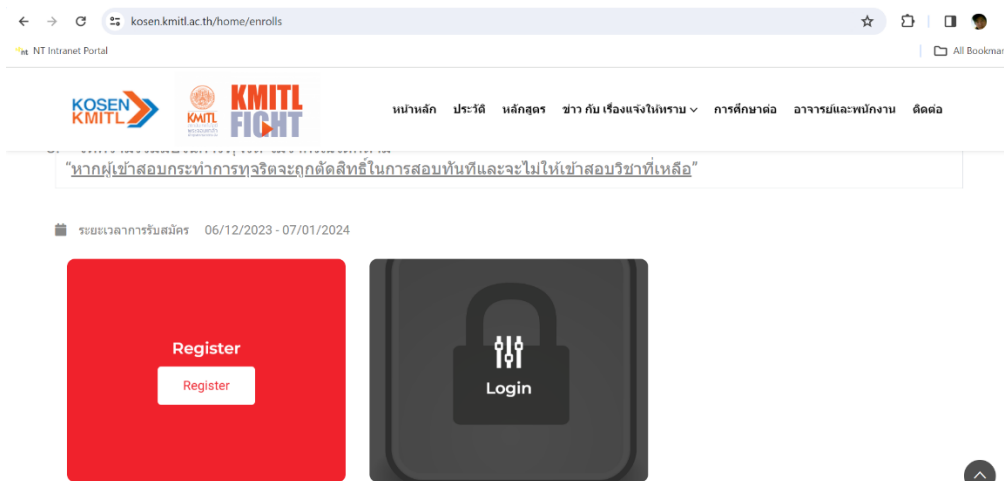 kosen.kmitl.ac.th/home/enrolls
nt NT Intranet Portal
All Bookmar
KOSEN
KMITL
KMITL
KMITL
FIGHT
หน้าหลัก ประวัติ หลักสูตร ข่าว กับ เรื่องแจ้งให้ทราบ การศึกษาต่อ อาจารย์และพนักงาน ติดต่อ
“หากผู้เข้าสอบกระทำการทุจริตจะถูกตัดสิทธิ์ในการสอบทันทีและจะไม่ให้เข้าสอบวิชาที่เหลือ”
ระยะเวลาการรับสมัคร 06/12/2023 - 07/01/2024
Register
Register
Login